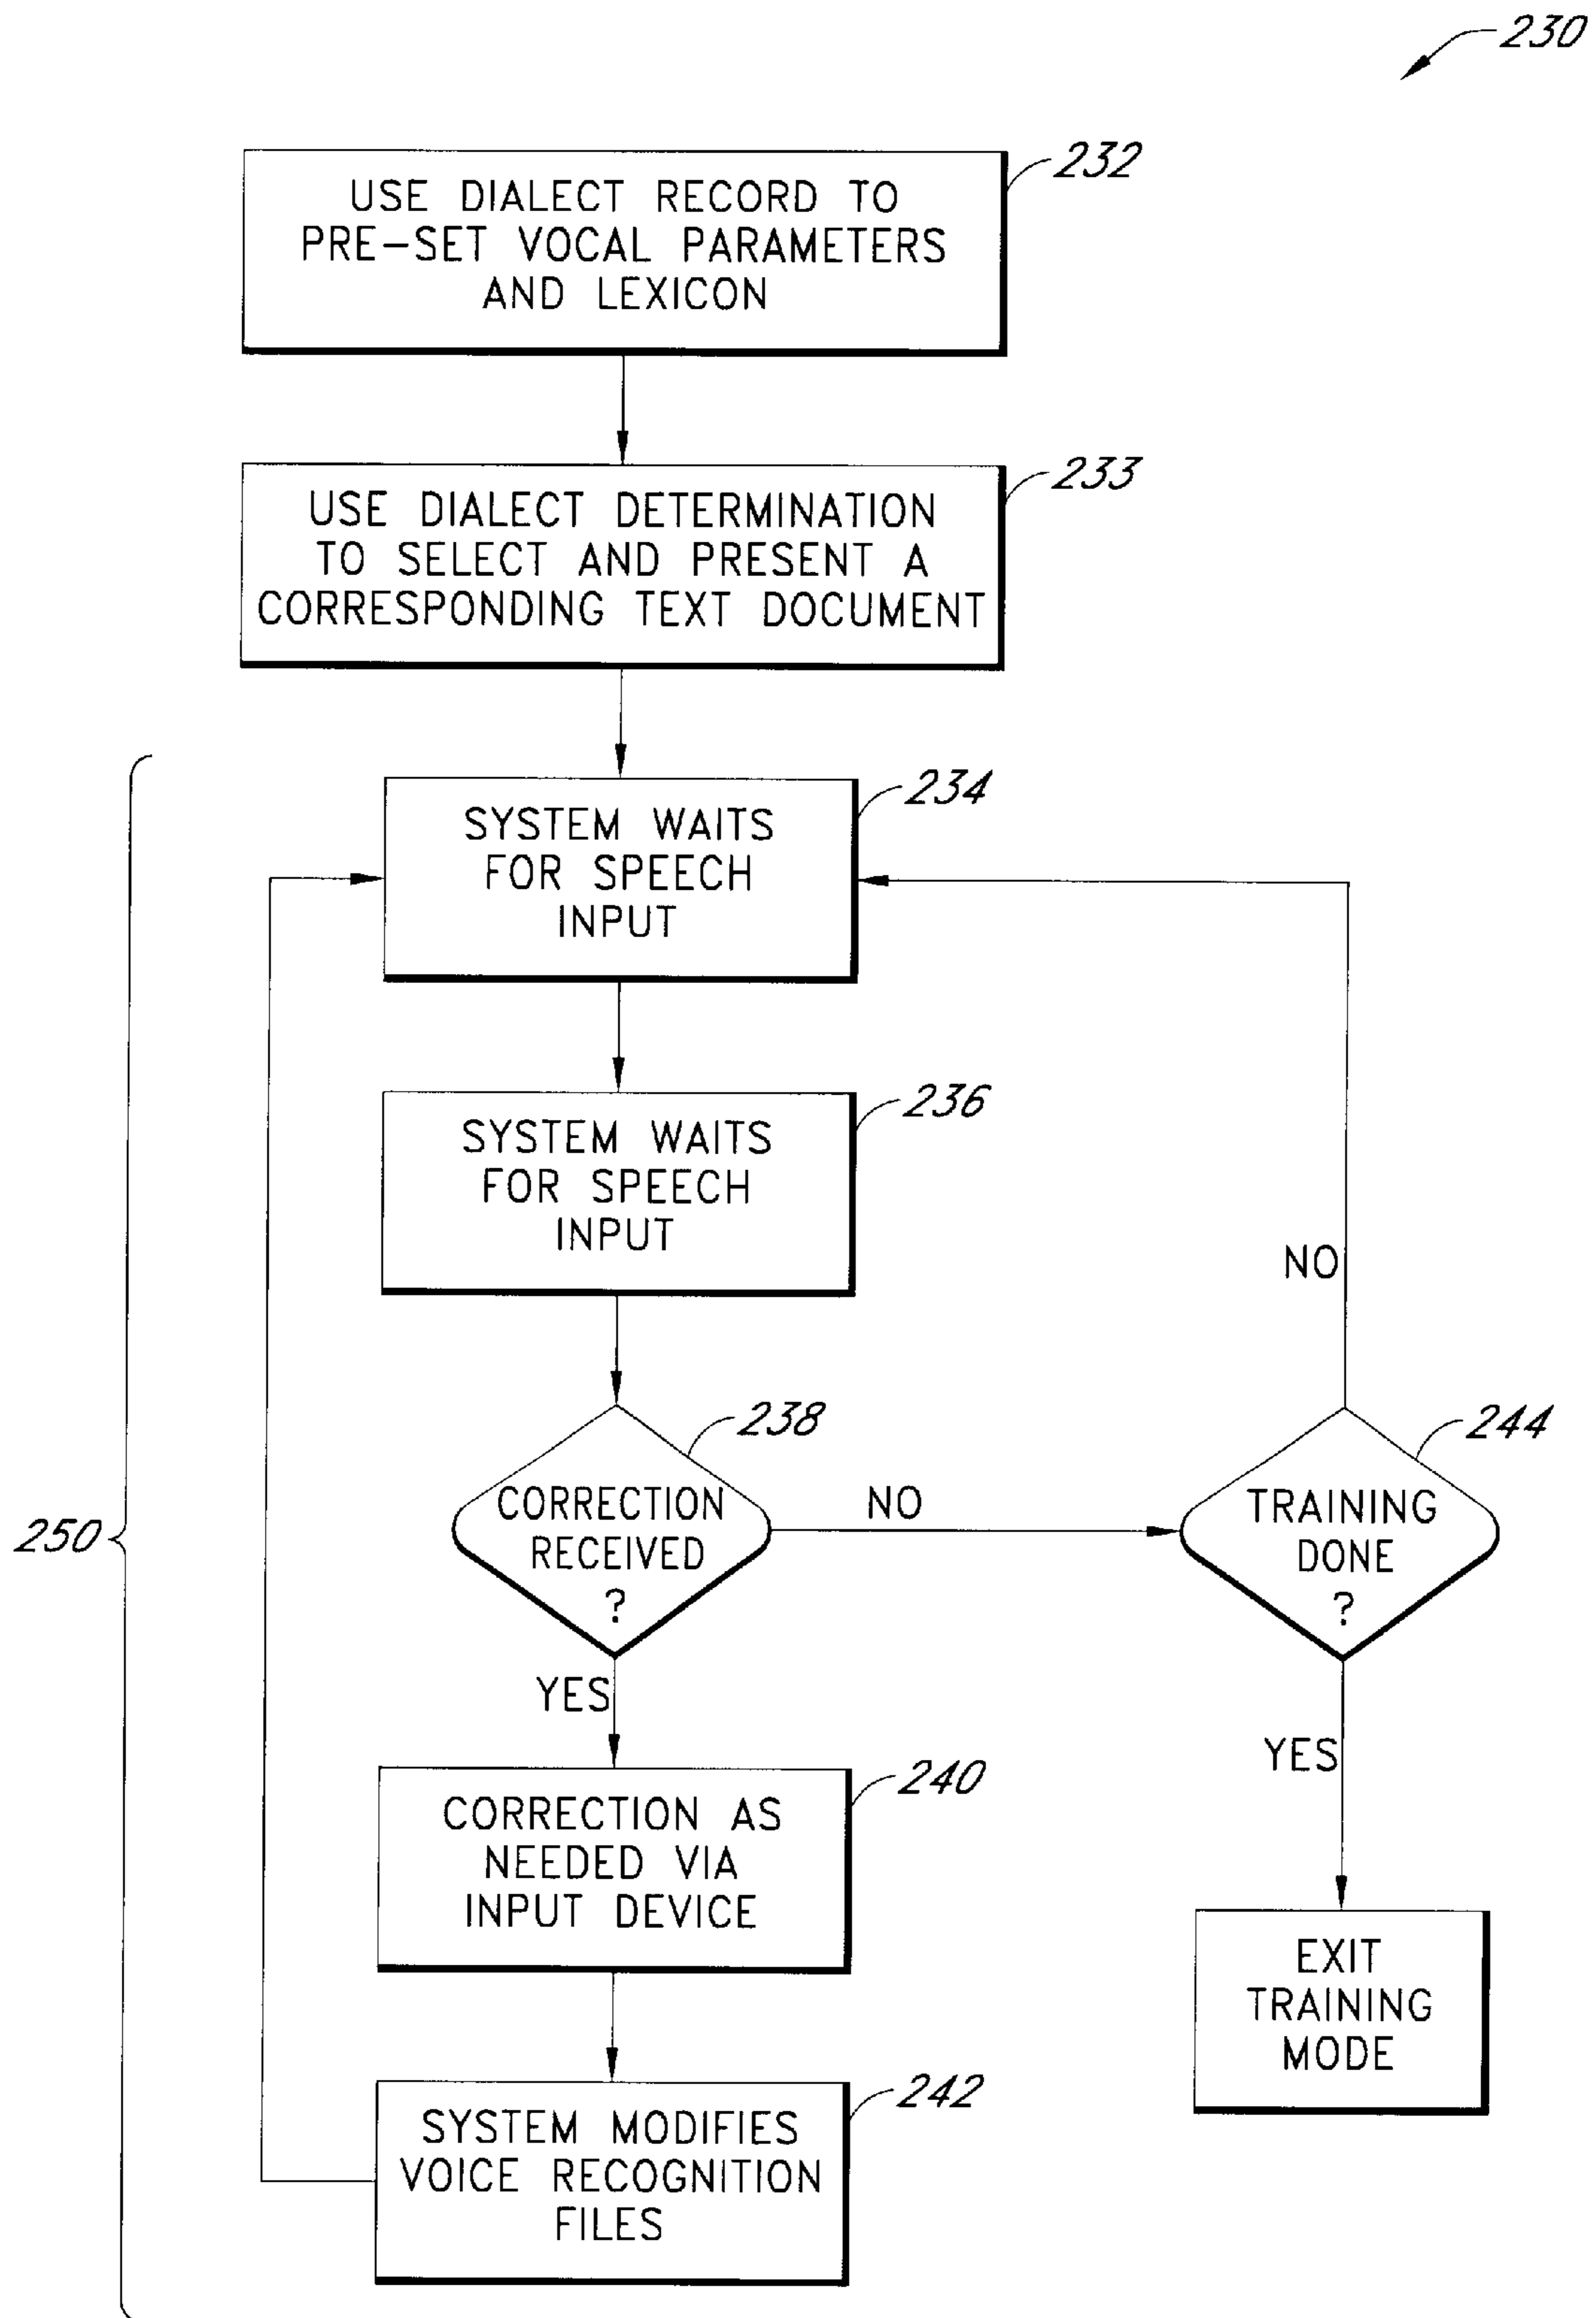 230
232
USE DIALECT RECORD TO
PRE-SET VOCAL PARAMETERS
AND LEXICON
233
USE DIALECT DETERMINATION
TO SELECT AND PRESENT A
CORRESPONDING TEXT DOCUMENT
234
SYSTEM WAITS
FOR SPEECH
INPUT
236
SYSTEM WAITS
FOR SPEECH
INPUT
NO
238
CORRECTION
RECEIVED
?
NO
244
TRAINING
DONE
?
250
YES
YES
240
CORRECTION AS
NEEDED VIA
INPUT DEVICE
EXIT
TRAINING
MODE
242
SYSTEM MODIFIES
VOICE RECOGNITION
FILES